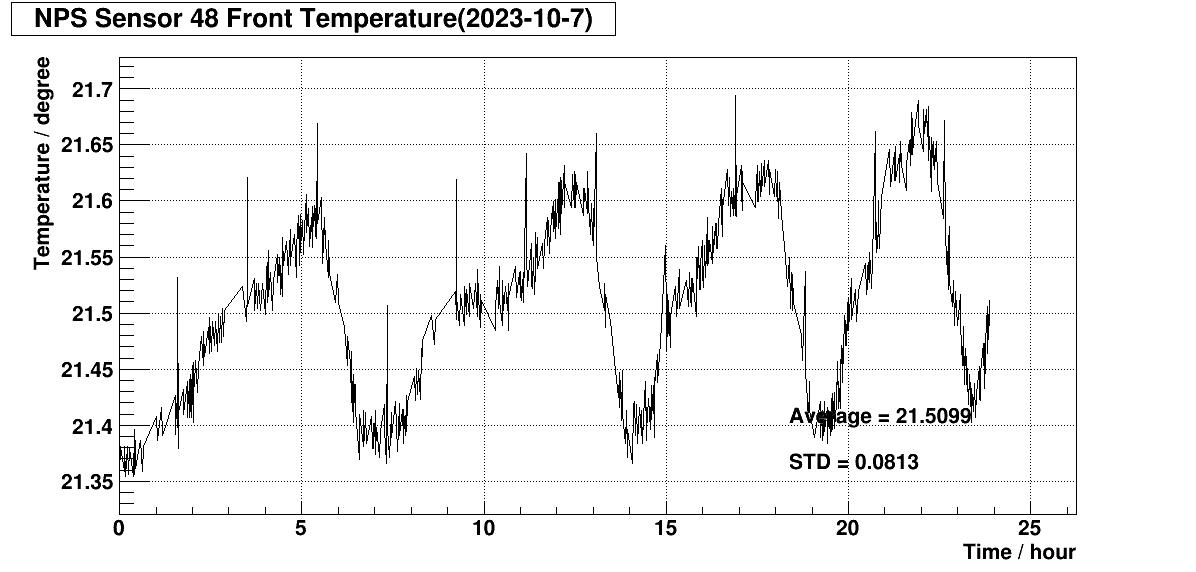 NPS Sensor 48 Front Temperature(2023-10-7)
Temperature / degree
21.7
21.65
21.6
21.55
21.5
21.45
21.4
21.35
Average = 21.5099
STD = 0.0813
0 5 10 15 20 25
Time / hour